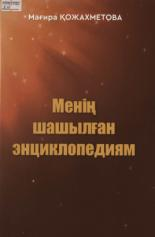 Мағира ҚОЖАХМЕТОВА
Менің
шашылған
энциклопедиям